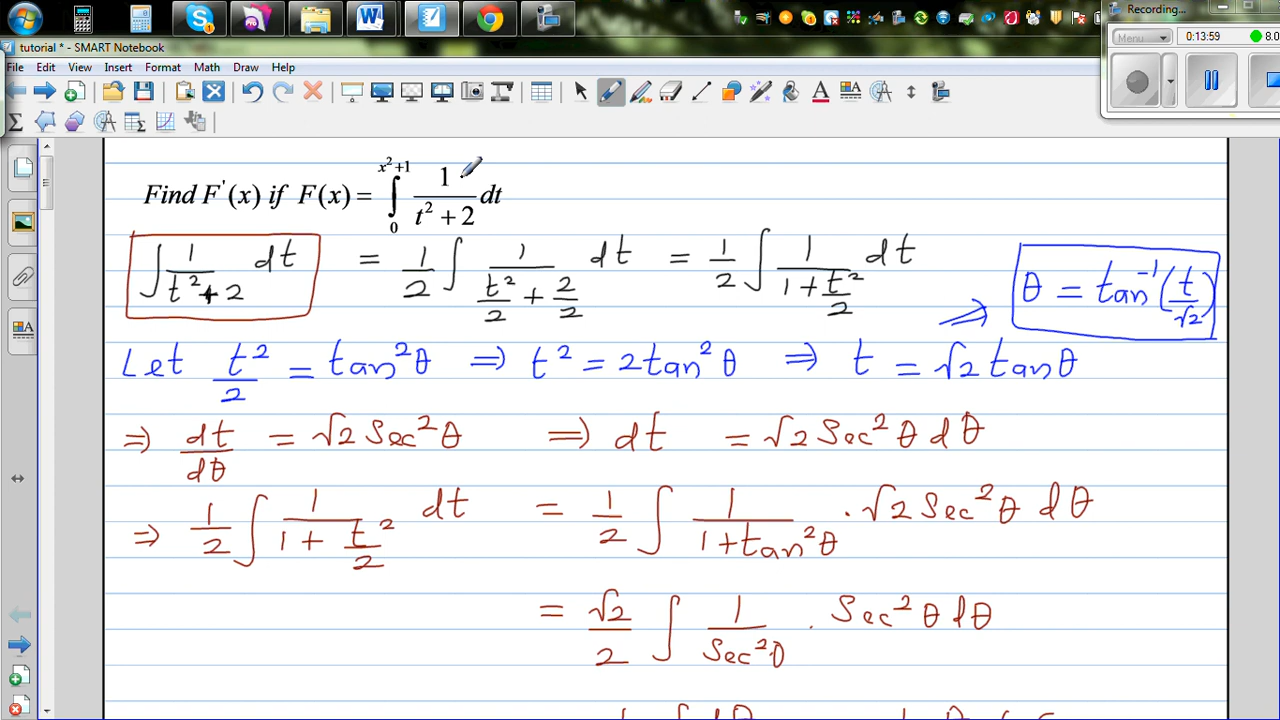 Recording...
Menu
0:13:59
8.0
tutorial * - SMART Notebook
File Edit View Insert Format Math Draw Help
Find F'(x) if F(x) = ∫₀^(x²+1) 1/(t²+2) dt
∫ 1/(t²+2) dt = 1/2 ∫ 1/(t²/2 + 2/2) dt = 1/2 ∫ 1/(1 + t²/2) dt
⇒ θ = tan⁻¹(t/√2)
Let t²/2 = tan²θ ⇒ t² = 2tan²θ ⇒ t = √2 tanθ
⇒ dt/dθ = √2 Sec²θ ⇒ dt = √2 Sec²θ dθ
⇒ 1/2 ∫ 1/(1 + t²/2) dt = 1/2 ∫ 1/(1+tan²θ) . √2 Sec²θ dθ
= √2/2 ∫ 1/Sec²θ . Sec²θ dθ